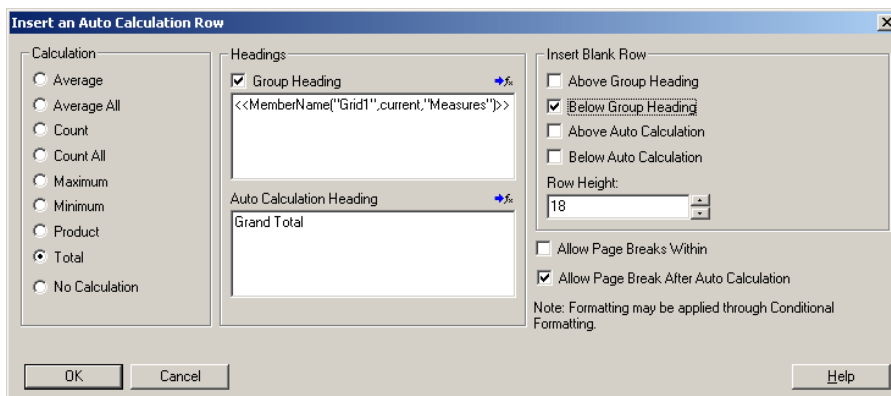 Insert an Auto Calculation Row
Calculation
Average
Average All
Count
Count All
Maximum
Minimum
Product
Total
No Calculation
Headings
Group Heading
<<MemberName("Grid1",current,"Measures")>>
Auto Calculation Heading
Grand Total
Insert Blank Row
Above Group Heading
Below Group Heading
Above Auto Calculation
Below Auto Calculation
Row Height:
18
Allow Page Breaks Within
Allow Page Break After Auto Calculation
Note: Formatting may be applied through Conditional
Formatting.
OK
Cancel
Help